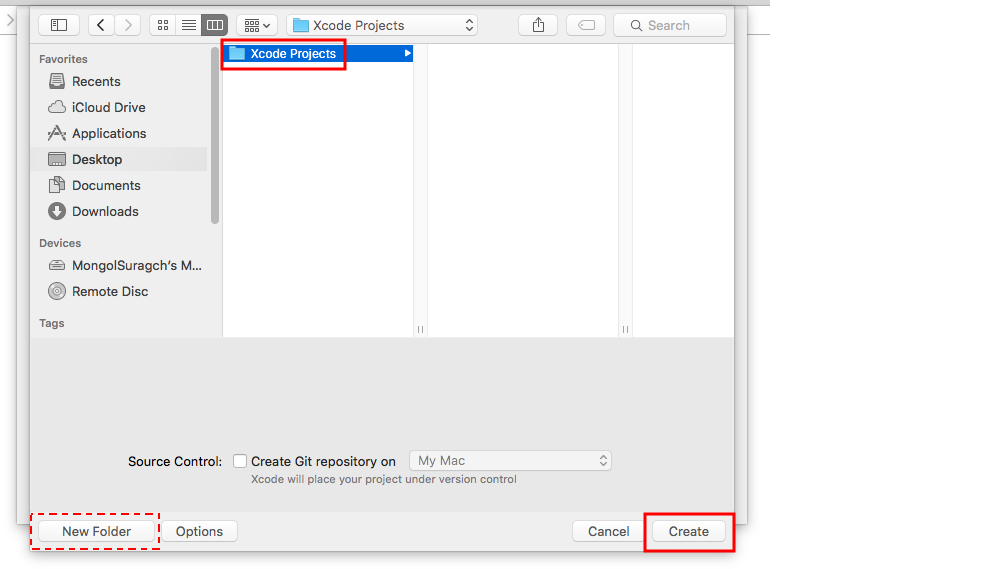 Xcode Projects
Search
Favorites
Recents
iCloud Drive
Applications
Desktop
Documents
Downloads
Devices
MongolSuragch's M...
Remote Disc
Tags
Xcode Projects
Source Control: Create Git repository on My Mac
Xcode will place your project under version control
New Folder Options Cancel Create